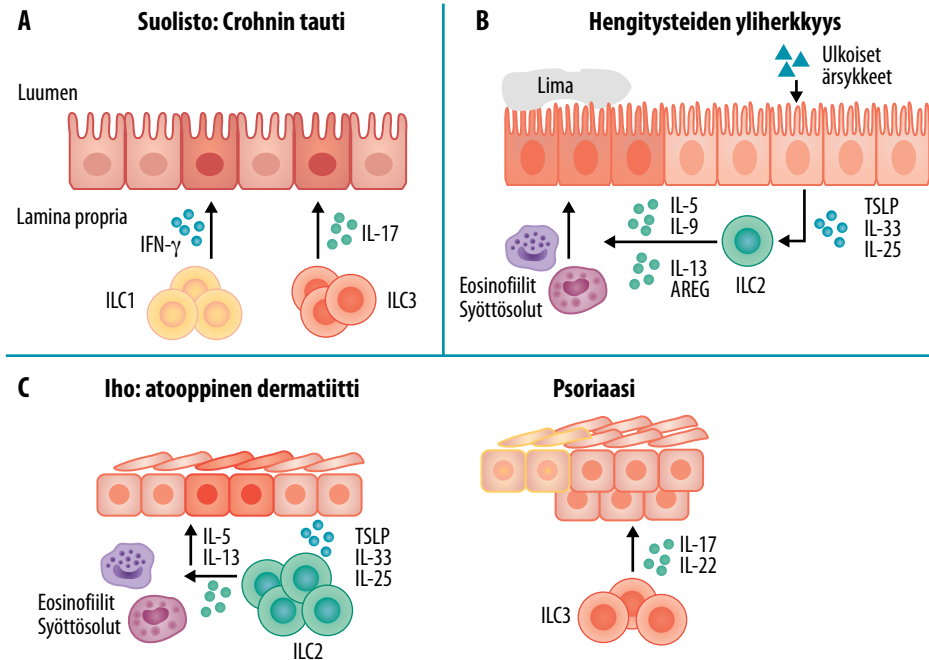 A
Suolisto: Crohnin tauti
Luumen
Lamina propria
IFN-γ
IL-17
ILC1
ILC3
B
Hengitysteiden yliherkkyys
Ulkoiset
ärsykkeet
Lima
IL-5
IL-9
TSLP
IL-33
IL-25
IL-13
AREG
ILC2
Eosinofiilit
Syöttösolut
C
Iho: atooppinen dermatiitti
IL-5
IL-13
TSLP
IL-33
IL-25
Eosinofiilit
Syöttösolut
ILC2
Psoriaasi
IL-17
IL-22
ILC3